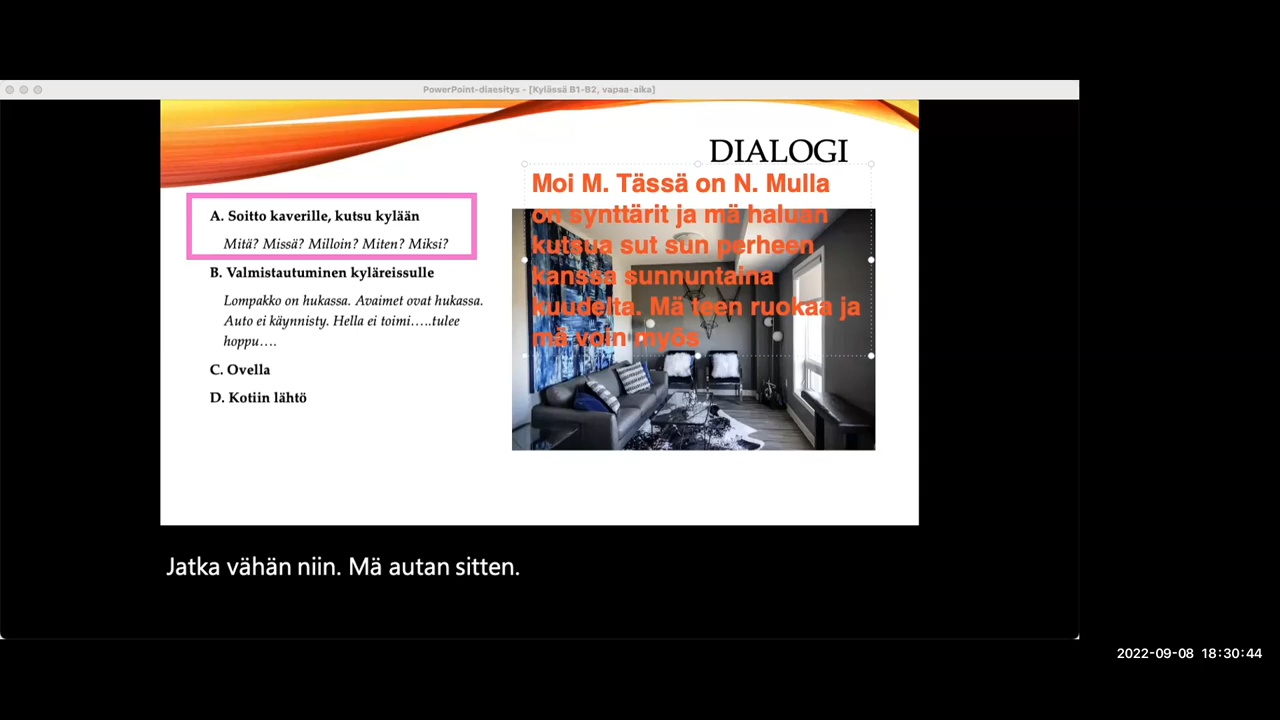 PowerPoint-diaesitys - [Kylässä B1-B2, vapaa-aika]
DIALOGI
A. Soitto kaverille, kutsu kylään
Mitä? Missä? Milloin? Miten? Miksi?
B. Valmistautuminen kyläreissulle
Lompakko on hukassa. Avaimet ovat hukassa.
Auto ei käynnisty. Hella ei toimi…..tulee
hoppu….
C. Ovella
D. Kotiin lähtö
Moi M. Tässä on N. Mulla
on synttärit ja mä haluan
kutsua sut sun perheen
kanssa sunnuntaina
kuudelta. Mä teen ruokaa ja
mä voin myös
Jatka vähän niin. Mä autan sitten.
2022-09-08 18:30:44